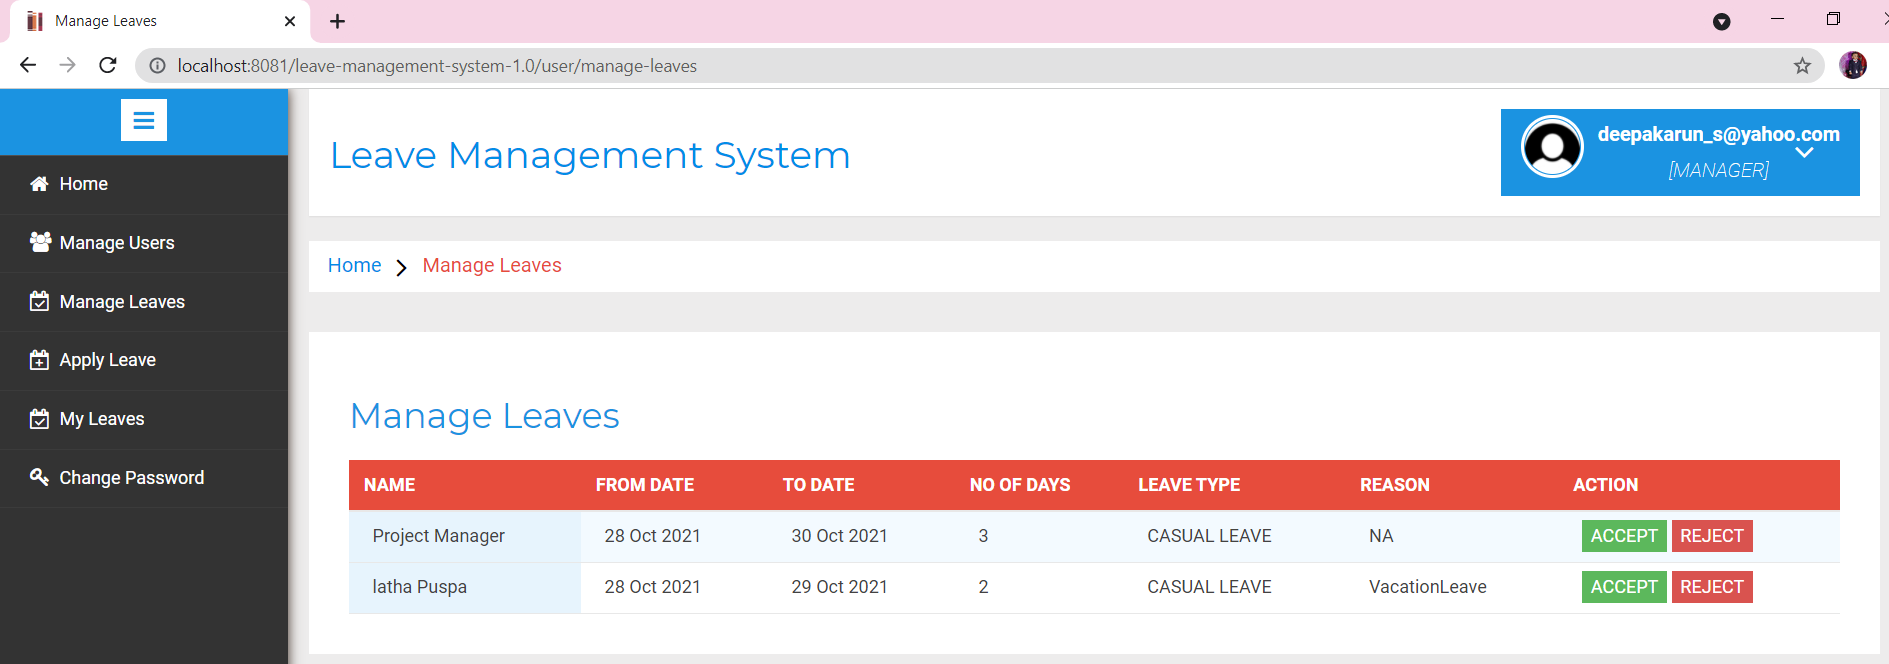 Manage Leaves
localhost:8081/leave-management-system-1.0/user/manage-leaves
Leave Management System
deepakarun_s@yahoo.com
[MANAGER]
Home
Manage Users
Manage Leaves
Apply Leave
My Leaves
Change Password
Home Manage Leaves
Manage Leaves
NAME FROM DATE TO DATE NO OF DAYS LEAVE TYPE REASON ACTION
Project Manager 28 Oct 2021 30 Oct 2021 3 CASUAL LEAVE NA ACCEPT REJECT
latha Puspa 28 Oct 2021 29 Oct 2021 2 CASUAL LEAVE VacationLeave ACCEPT REJECT